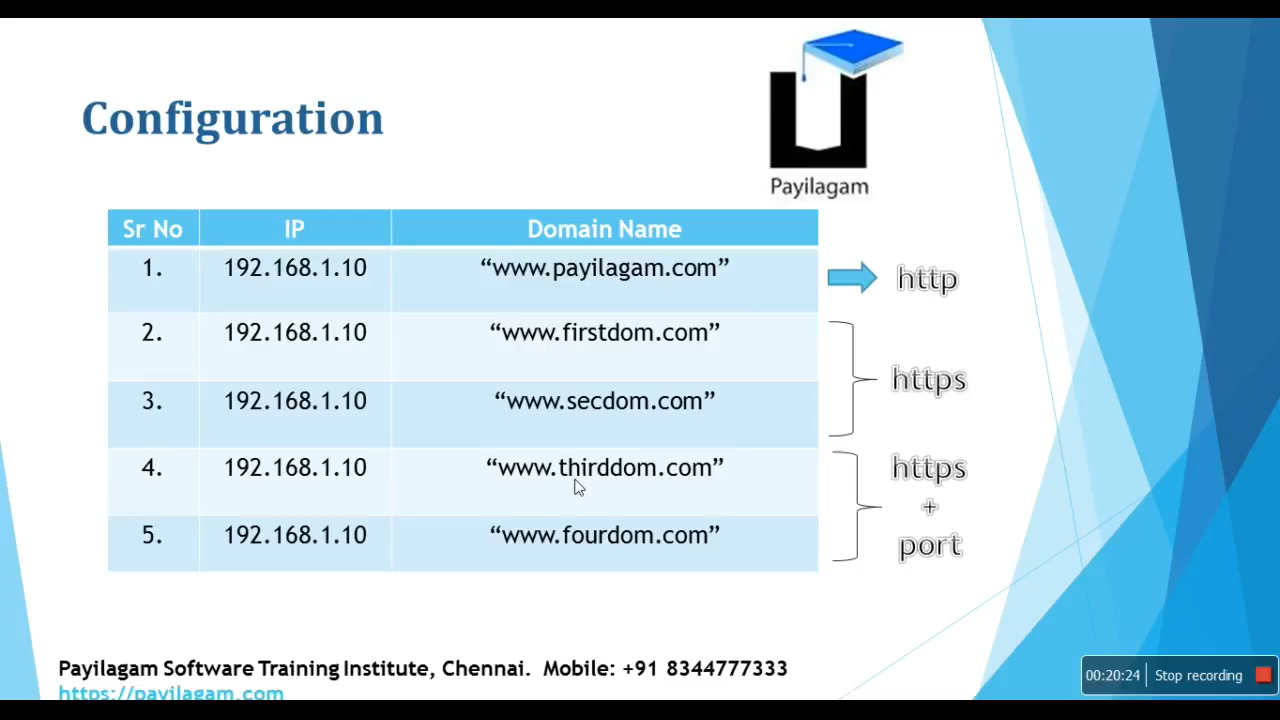 Payilagam
Configuration
Sr No IP Domain Name
1. 192.168.1.10 “www.payilagam.com” http
2. 192.168.1.10 “www.firstdom.com”
https
3. 192.168.1.10 “www.secdom.com”
4. 192.168.1.10 “www.thirddom.com” https
+
5. 192.168.1.10 “www.fourdom.com” port
Payilagam Software Training Institute, Chennai. Mobile: +91 8344777333
https://payilagam.com
00:20:24 Stop recording